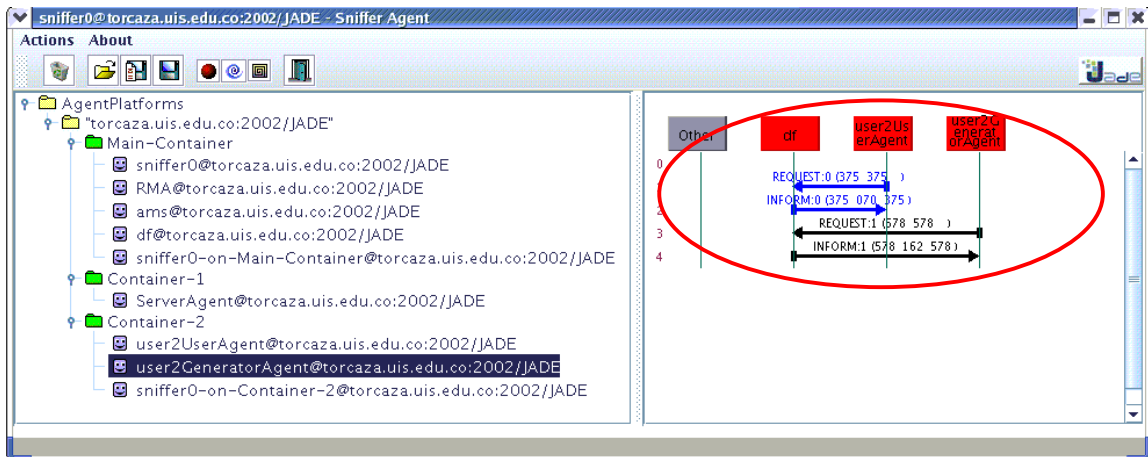 sniffer0@torcaza.uis.edu.co:2002/JADE - Sniffer Agent
Actions About
Jade
AgentPlatforms
"torcaza.uis.edu.co:2002/JADE"
Main-Container
sniffer0@torcaza.uis.edu.co:2002/JADE
RMA@torcaza.uis.edu.co:2002/JADE
ams@torcaza.uis.edu.co:2002/JADE
df@torcaza.uis.edu.co:2002/JADE
sniffer0-on-Main-Container@torcaza.uis.edu.co:2002/JADE
Container-1
ServerAgent@torcaza.uis.edu.co:2002/JADE
Container-2
user2UserAgent@torcaza.uis.edu.co:2002/JADE
user2GeneratorAgent@torcaza.uis.edu.co:2002/JADE
sniffer0-on-Container-2@torcaza.uis.edu.co:2002/JADE
Other
df
user2Us
erAgent
user2G
enerat
orAgent
0
REQUEST:0 (375 375 )
INFORM:0 (375 070 375)
2
REQUEST:1 (578 578 )
3
INFORM:1 (578 162 578)
4